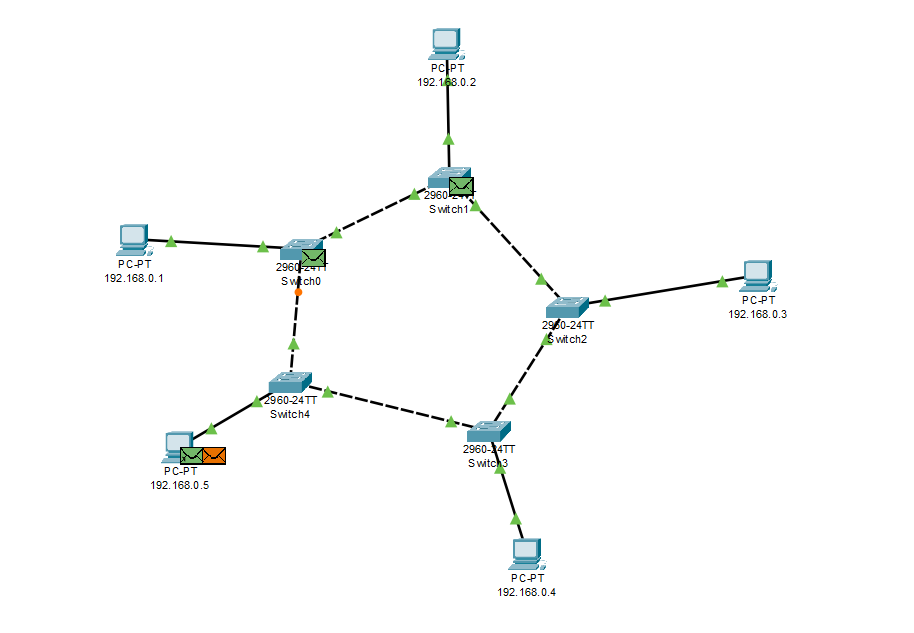 PC-PT
192.168.0.2
2960-24TT
Switch1
PC-PT
192.168.0.1
2960-24TT
Switch0
PC-PT
192.168.0.3
2960-24TT
Switch2
2960-24TT
Switch4
2960-24TT
Switch3
PC-PT
192.168.0.5
PC-PT
192.168.0.4